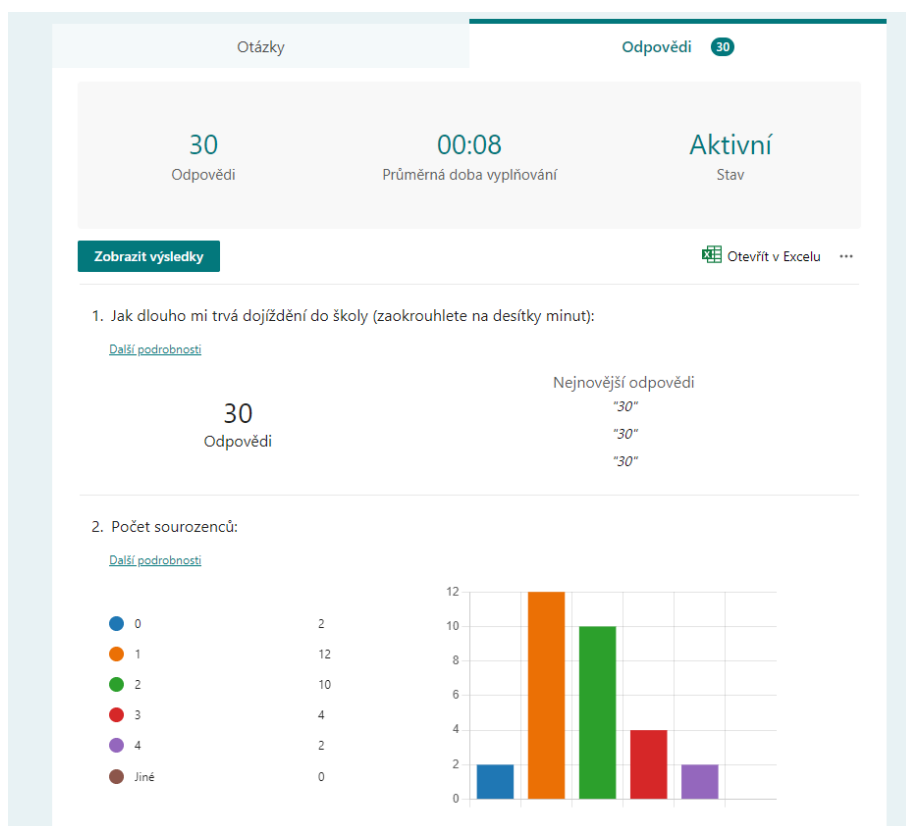 Otázky
Odpovědi 30
30 00:08 Aktivní
Odpovědi Průměrná doba vyplňování Stav
Zobrazit výsledky Otevřít v Excelu ...
1. Jak dlouho mi trvá dojíždění do školy (zaokrouhlete na desítky minut):
Další podrobnosti
30
Odpovědi
Nejnovější odpovědi
"30"
"30"
"30"
2. Počet sourozenců:
Další podrobnosti
0 2
1 12
2 10
3 4
4 2
Jiné 0
12
10
8
6
4
2
0